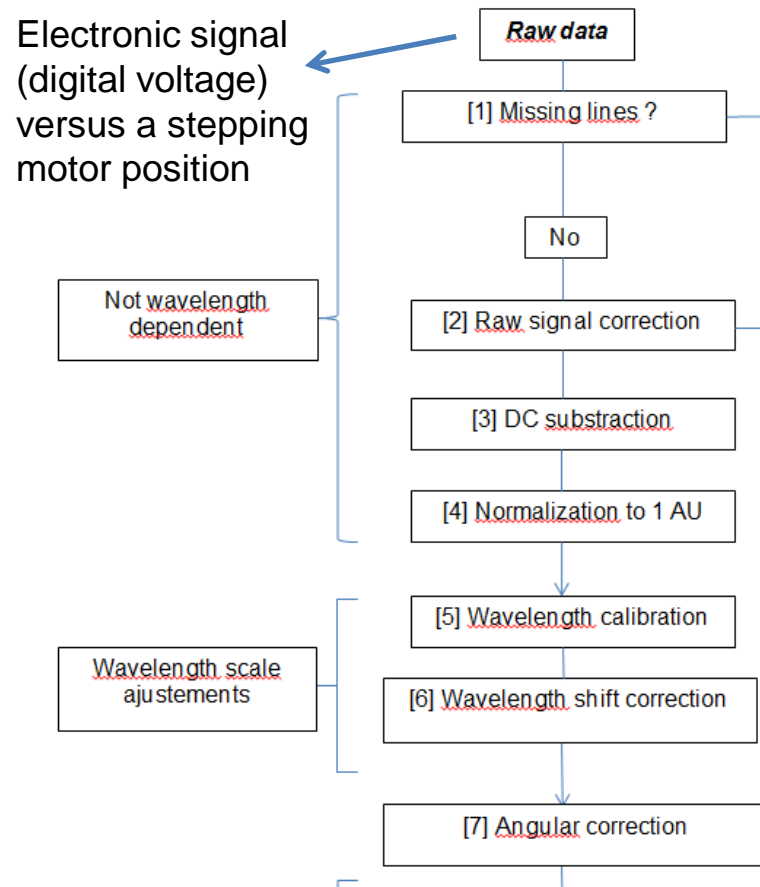 Electronic signal
(digital voltage)
versus a stepping
motor position
Raw data
[1] Missing lines ?
No
Not wavelength
dependent
[2] Raw signal correction
[3] DC substraction
[4] Normalization to 1 AU
[5] Wavelength calibration
Wavelength scale
ajustements
[6] Wavelength shift correction
[7] Angular correction